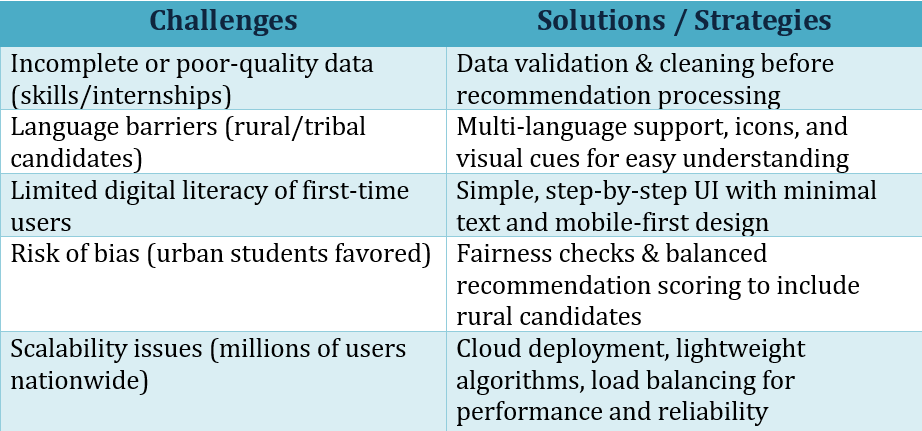 Challenges
Solutions / Strategies
Incomplete or poor-quality data
(skills/internships)
Data validation & cleaning before
recommendation processing
Language barriers (rural/tribal
candidates)
Multi-language support, icons, and
visual cues for easy understanding
Limited digital literacy of first-time
users
Simple, step-by-step UI with minimal
text and mobile-first design
Risk of bias (urban students favored)
Fairness checks & balanced
recommendation scoring to include
rural candidates
Scalability issues (millions of users
nationwide)
Cloud deployment, lightweight
algorithms, load balancing for
performance and reliability